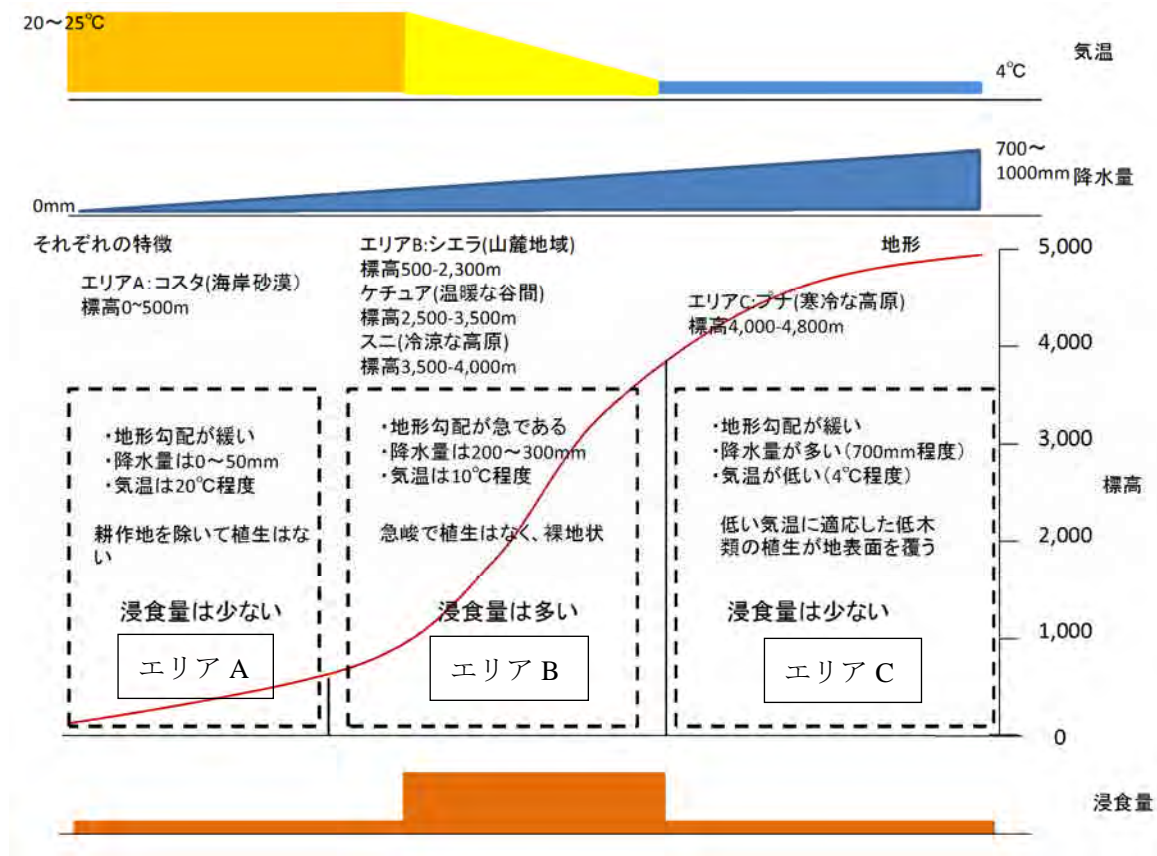 20～25℃
気温
4℃
700～
1000mm
降水量
0mm
それぞれの特徴
エリアA:コスタ(海岸砂漠)
標高0~500m
エリアB:シエラ(山麓地域)
標高500-2,300m
ケチュア(温暖な谷間)
標高2,500-3,500m
スニ(冷涼な高原)
標高3,500-4,000m
地形
エリアC:プナ(寒冷な高原)
標高4,000-4,800m
5,000
4,000
3,000
標高
2,000
1,000
0
・地形勾配が緩い
・降水量は0～50mm
・気温は20℃程度
耕作地を除いて植生はな
い
浸食量は少ない
エリア A
・地形勾配が急である
・降水量は200～300mm
・気温は10℃程度
急峻で植生はなく、裸地状
浸食量は多い
エリア B
・地形勾配が緩い
・降水量が多い(700mm程度)
・気温が低い(4℃程度)
低い気温に適応した低木
類の植生が地表面を覆う
浸食量は少ない
エリア C
浸食量